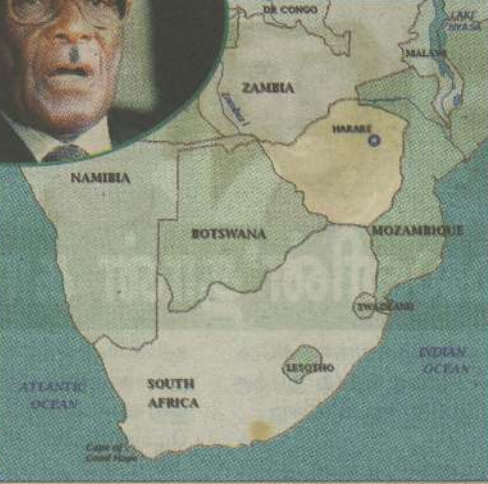 DR CONGO
LAKE
NYASA
MALAWI
ZAMBIA
Zambezi
HARARE
NAMIBIA
BOTSWANA
MOZAMBIQUE
SWAZILAND
LESOTHO
INDIAN
OCEAN
ATLANTIC
OCEAN
SOUTH
AFRICA
Cape of
Good Hope